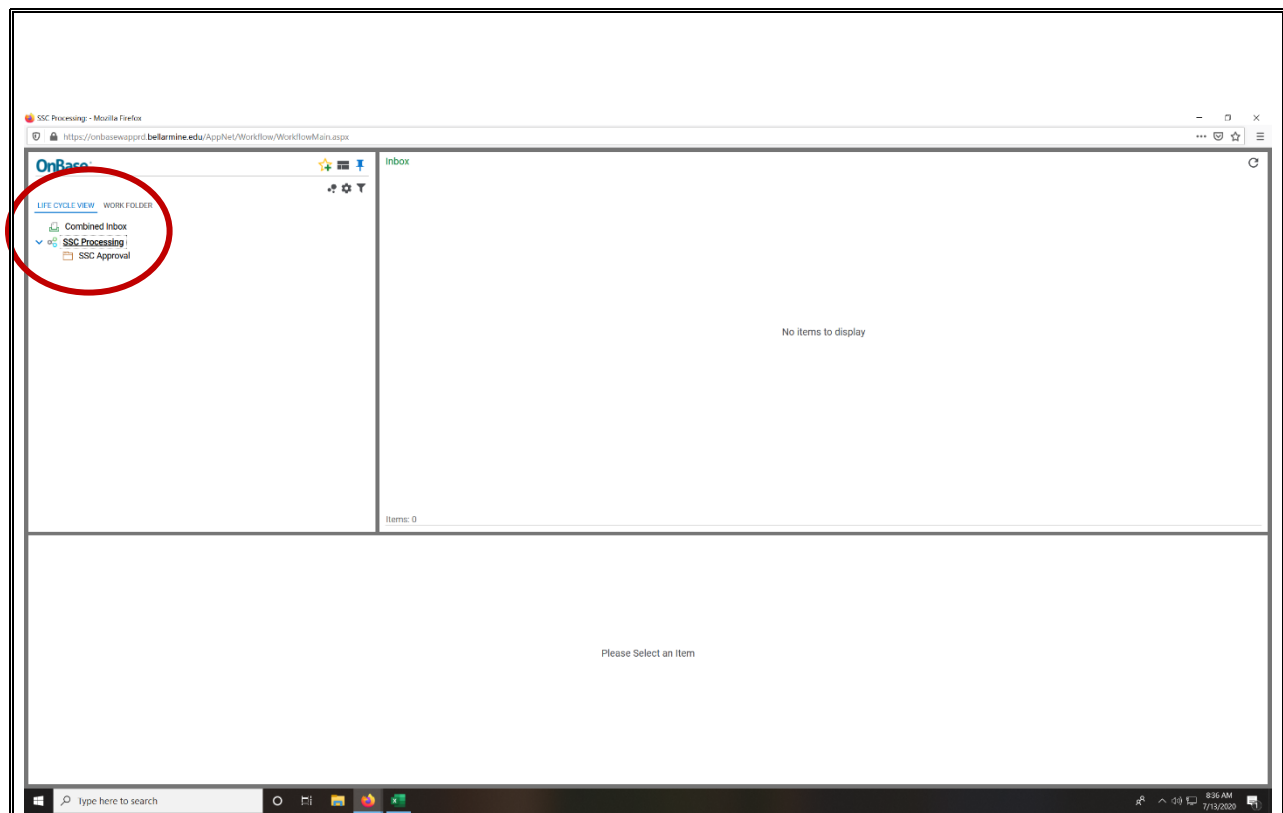 SSC Processing: - Mozilla Firefox
https://onbasewapprd.bellarmine.edu/AppNet/Workflow/WorkflowMain.aspx
OnBase
LIFE CYCLE VIEW WORK FOLDER
Combined Inbox
SSC Processing
SSC Approval
Inbox
No items to display
Items: 0
Please Select an Item
Type here to search
8:36 AM
7/13/2020